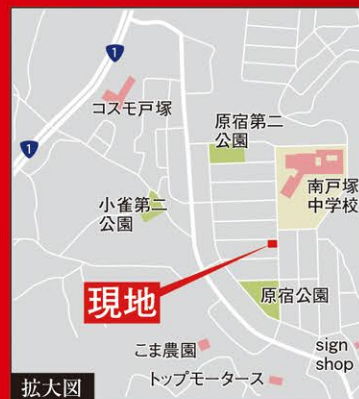 1
コスモ戸塚
1
原宿第二
公園
南戸塚
中学校
小雀第二
公園
現地
原宿公園
こま農園
トップモータース
sign
shop
拡大図